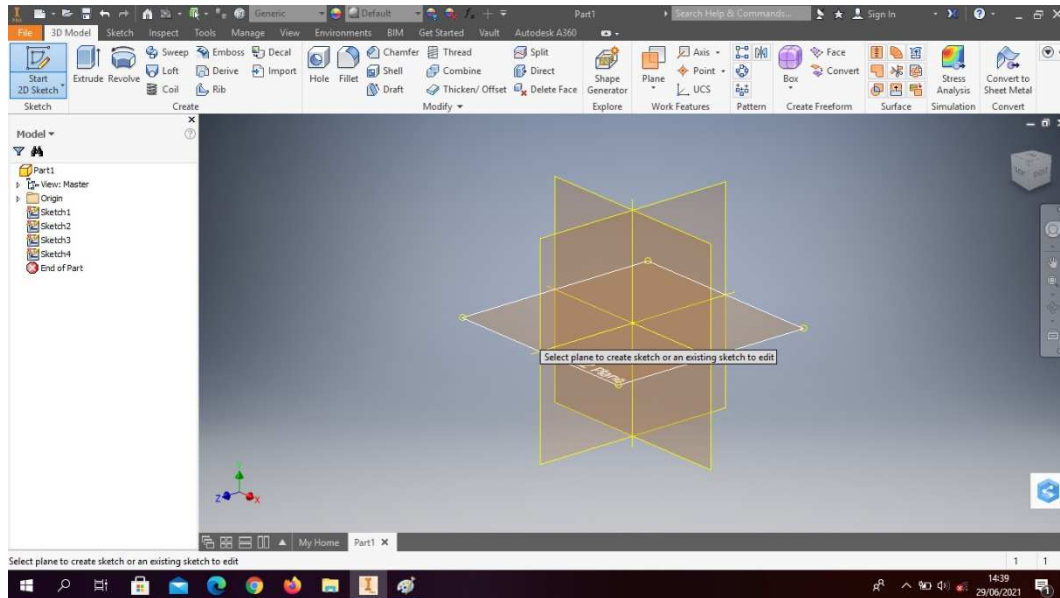 PRO Generic Default Part1 Search Help & Commands... Sign In
File 3D Model Sketch Inspect Tools Manage View Environments BIM Get Started Vault Autodesk A360
Start 2D Sketch
Extrude Revolve
Sweep Emboss Decal
Loft Derive Import
Coil Rib
Hole Fillet
Chamfer Thread Split
Shell Combine Direct
Draft Thicken/ Offset Delete Face
Shape Generator
Plane
Axis
Point
UCS
Box
Face
Convert
Stress Analysis
Convert to Sheet Metal
Sketch Create Modify Explore Work Features Pattern Create Freeform Surface Simulation Convert
Model
Part1
View: Master
Origin
Sketch1
Sketch2
Sketch3
Sketch4
End of Part
Select plane to create sketch or an existing sketch to edit
Plane
Y
Z X
My Home Part1
Select plane to create sketch or an existing sketch to edit 1 1
14:39
29/06/2021